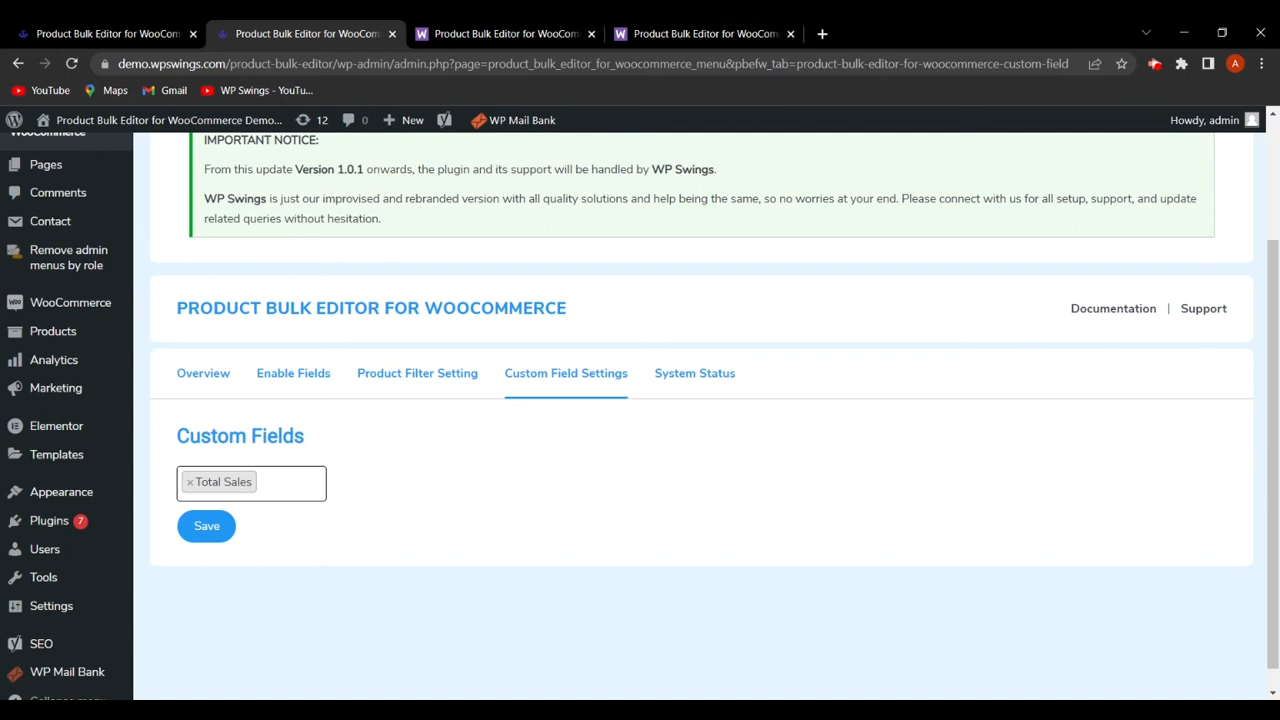 Product Bulk Editor for WooCom
Product Bulk Editor for WooCom
Product Bulk Editor for WooCom
Product Bulk Editor for WooCom
demo.wpswings.com/product-bulk-editor/wp-admin/admin.php?page=product_bulk_editor_for_woocommerce_menu&pbefw_tab=product-bulk-editor-for-woocommerce-custom-field
A
YouTube
Maps
Gmail
WP Swings - YouTu...
Product Bulk Editor for WooCommerce Demo...
12
0
New
WP Mail Bank
Howdy, admin
WooCommerce
Pages
Comments
Contact
Remove admin
menus by role
WooCommerce
Products
Analytics
Marketing
Elementor
Templates
Appearance
Plugins 7
Users
Tools
Settings
SEO
WP Mail Bank
Collapse menu
IMPORTANT NOTICE:
From this update Version 1.0.1 onwards, the plugin and its support will be handled by WP Swings.
WP Swings is just our improvised and rebranded version with all quality solutions and help being the same, so no worries at your end. Please connect with us for all setup, support, and update
related queries without hesitation.
PRODUCT BULK EDITOR FOR WOOCOMMERCE
Documentation | Support
Overview
Enable Fields
Product Filter Setting
Custom Field Settings
System Status
Custom Fields
×Total Sales
Save